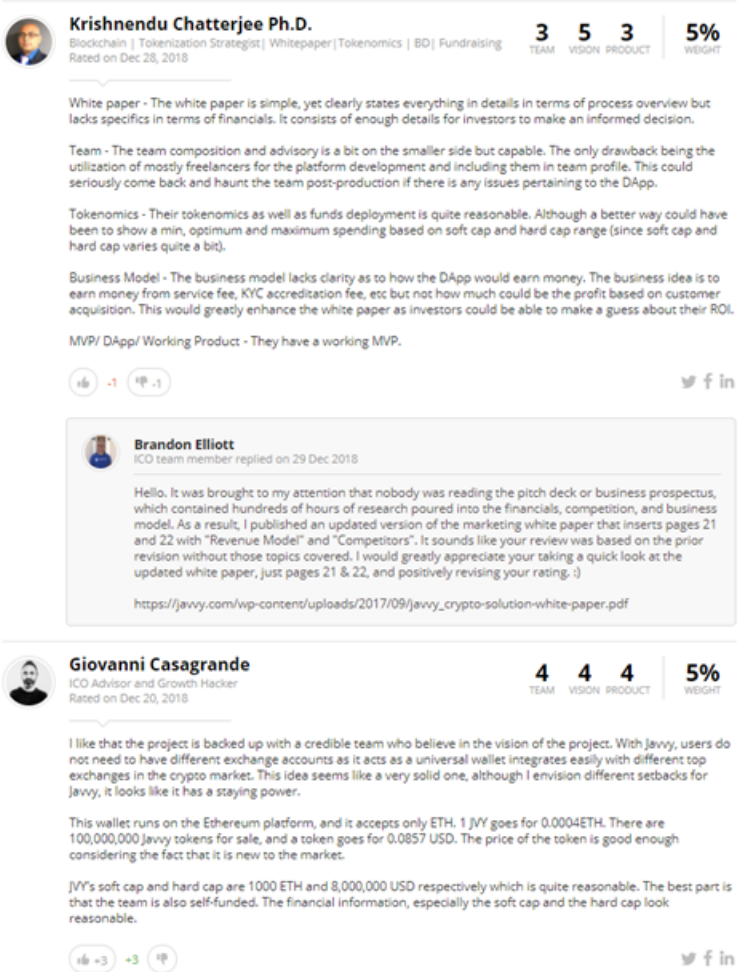 Krishnendu Chatterjee Ph.D.
Blockchain | Tokenization Strategist| Whitepaper|Tokenomics | BD| Fundraising
Rated on Dec 28, 2018
3 5 3 5%
TEAM VISION PRODUCT WEIGHT
White paper - The white paper is simple, yet clearly states everything in details in terms of process overview but
lacks specifics in terms of financials. It consists of enough details for investors to make an informed decision.
Team - The team composition and advisory is a bit on the smaller side but capable. The only drawback being the
utilization of mostly freelancers for the platform development and including them in team profile. This could
seriously come back and haunt the team post-production if there is any issues pertaining to the DApp.
Tokenomics - Their tokenomics as well as funds deployment is quite reasonable. Although a better way could have
been to show a min, optimum and maximum spending based on soft cap and hard cap range (since soft cap and
hard cap varies quite a bit).
Business Model - The business model lacks clarity as to how the DApp would earn money. The business idea is to
earn money from service fee, KYC accreditation fee, etc but not how much could be the profit based on customer
acquisition. This would greatly enhance the white paper as investors could be able to make a guess about their ROI.
MVP/ DApp/ Working Product - They have a working MVP.
-1 -1
Brandon Elliott
ICO team member replied on 29 Dec 2018
Hello. It was brought to my attention that nobody was reading the pitch deck or business prospectus,
which contained hundreds of hours of research poured into the financials, competition, and business
model. As a result, I published an updated version of the marketing white paper that inserts pages 21
and 22 with "Revenue Model" and "Competitors". It sounds like your review was based on the prior
revision without those topics covered. I would greatly appreciate your taking a quick look at the
updated white paper, just pages 21 & 22, and positively revising your rating. :)
https://javvy.com/wp-content/uploads/2017/09/javvy_crypto-solution-white-paper.pdf
Giovanni Casagrande
ICO Advisor and Growth Hacker
Rated on Dec 20, 2018
4 4 4 5%
TEAM VISION PRODUCT WEIGHT
I like that the project is backed up with a credible team who believe in the vision of the project. With Javvy, users do
not need to have different exchange accounts as it acts as a universal wallet integrates easily with different top
exchanges in the crypto market. This idea seems like a very solid one, although I envision different setbacks for
Javvy, it looks like it has a staying power.
This wallet runs on the Ethereum platform, and it accepts only ETH. 1 JVY goes for 0.0004ETH. There are
100,000,000 Javvy tokens for sale, and a token goes for 0.0857 USD. The price of the token is good enough
considering the fact that it is new to the market.
JVY's soft cap and hard cap are 1000 ETH and 8,000,000 USD respectively which is quite reasonable. The best part is
that the team is also self-funded. The financial information, especially the soft cap and the hard cap look
reasonable.
+3 +3